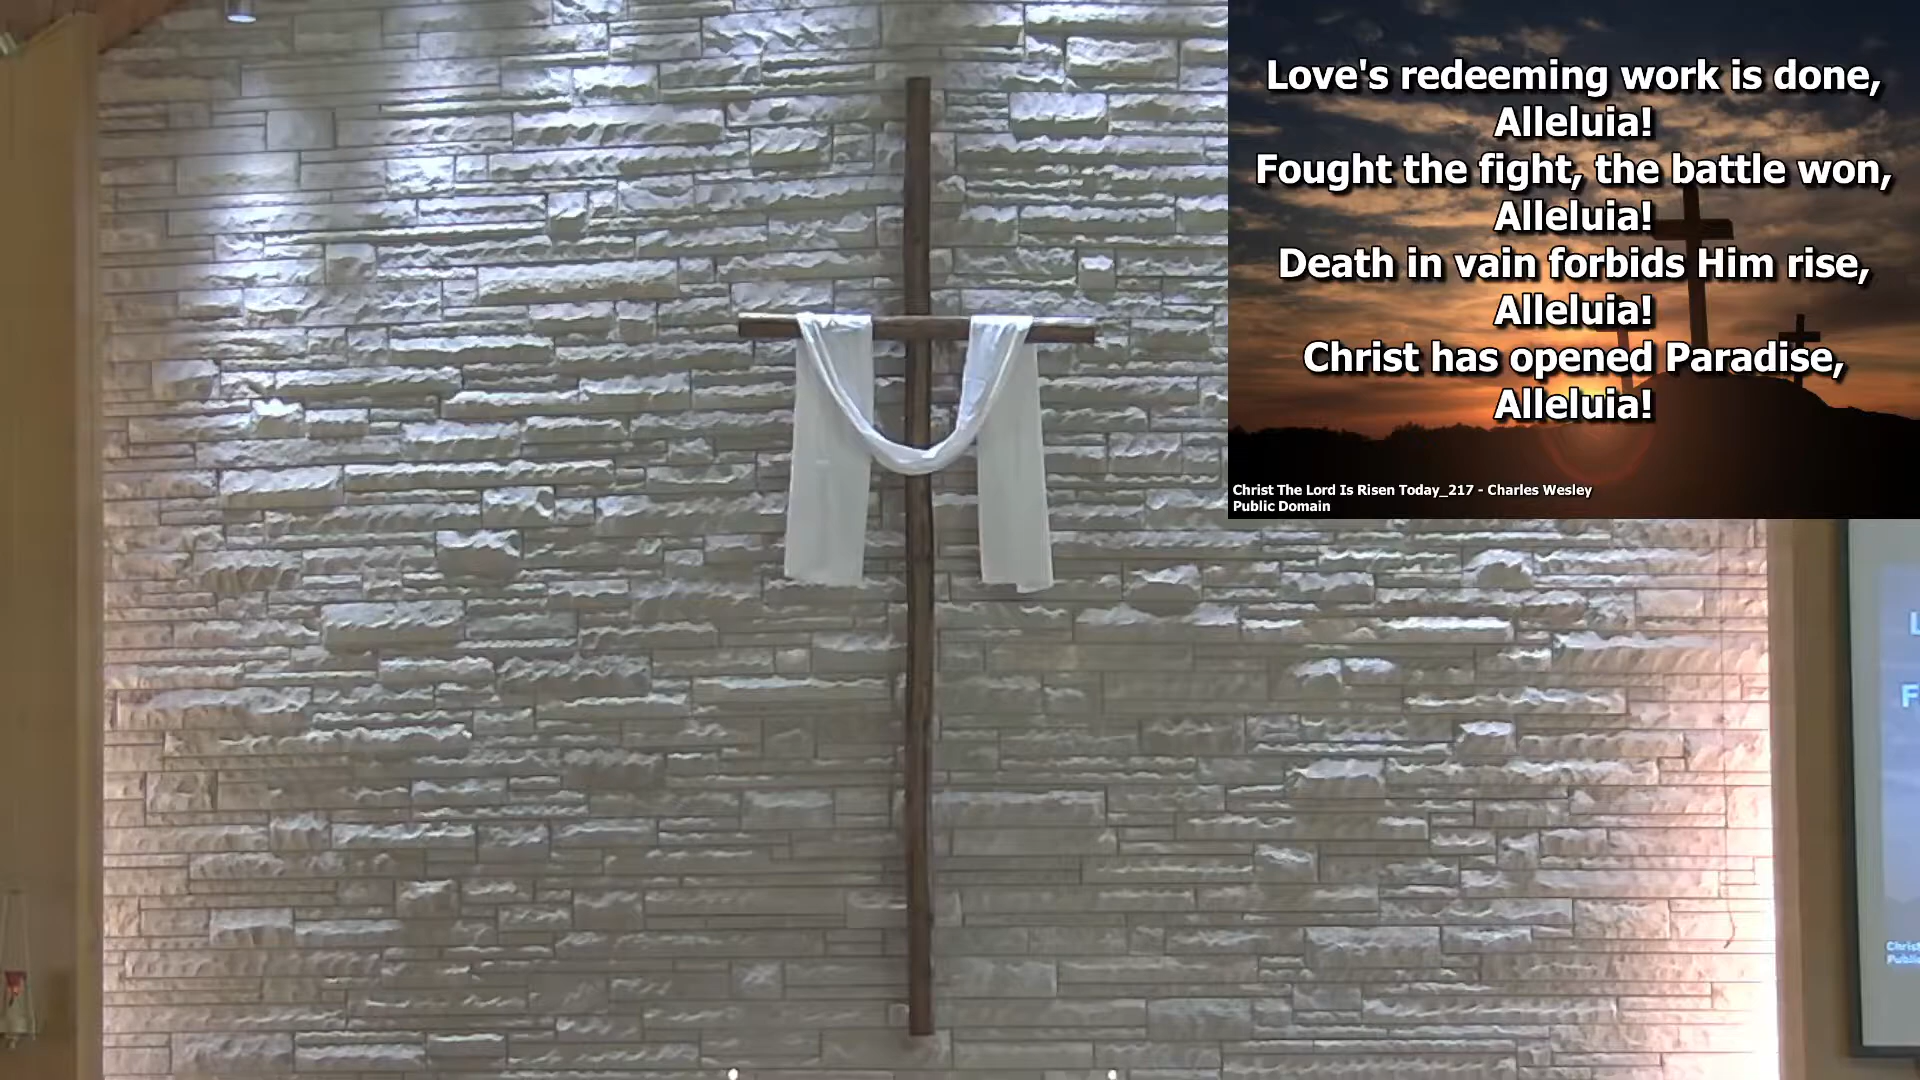 Love's redeeming work is done,
Alleluia!
Fought the fight, the battle won,
Alleluia!
Death in vain forbids Him rise,
Alleluia!
Christ has opened Paradise,
Alleluia!
Christ The Lord Is Risen Today_217 - Charles Wesley
Public Domain